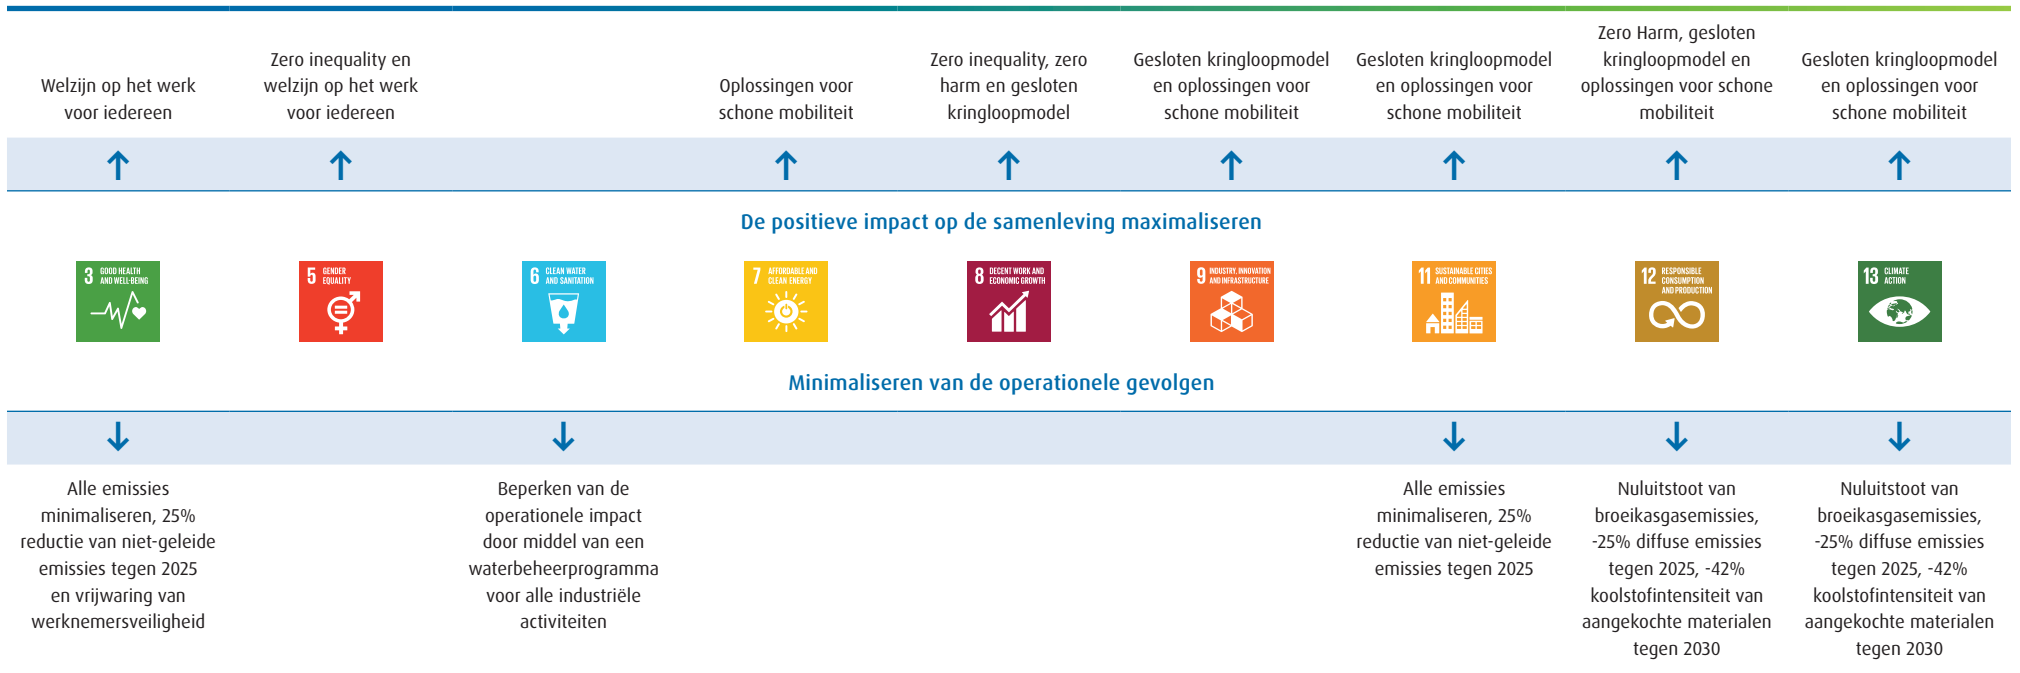 Welzijn op het werk
voor iedereen
Zero inequality en
welzijn op het werk
voor iedereen
Oplossingen voor
schone mobiliteit
Zero inequality, zero
harm en gesloten
kringloopmodel
Gesloten kringloopmodel
en oplossingen voor
schone mobiliteit
Gesloten kringloopmodel
en oplossingen voor
schone mobiliteit
Zero Harm, gesloten
kringloopmodel en
oplossingen voor schone
mobiliteit
Gesloten kringloopmodel
en oplossingen voor
schone mobiliteit
De positieve impact op de samenleving maximaliseren
3 GOOD HEALTH
AND WELL-BEING
5 GENDER
EQUALITY
6 CLEAN WATER
AND SANITATION
7 AFFORDABLE AND
CLEAN ENERGY
8 DECENT WORK AND
ECONOMIC GROWTH
9 INDUSTRY, INNOVATION
AND INFRASTRUCTURE
11 SUSTAINABLE CITIES
AND COMMUNITIES
12 RESPONSIBLE
CONSUMPTION
AND PRODUCTION
13 CLIMATE
ACTION
Minimaliseren van de operationele gevolgen
Alle emissies
minimaliseren, 25%
reductie van niet-geleide
emissies tegen 2025
en vrijwaring van
werknemersveiligheid
Beperken van de
operationele impact
door middel van een
waterbeheerprogramma
voor alle industriële
activiteiten
Alle emissies
minimaliseren, 25%
reductie van niet-geleide
emissies tegen 2025
Nuluitstoot van
broeikasgasemissies,
-25% diffuse emissies
tegen 2025, -42%
koolstofintensiteit van
aangekochte materialen
tegen 2030
Nuluitstoot van
broeikasgasemissies,
-25% diffuse emissies
tegen 2025, -42%
koolstofintensiteit van
aangekochte materialen
tegen 2030